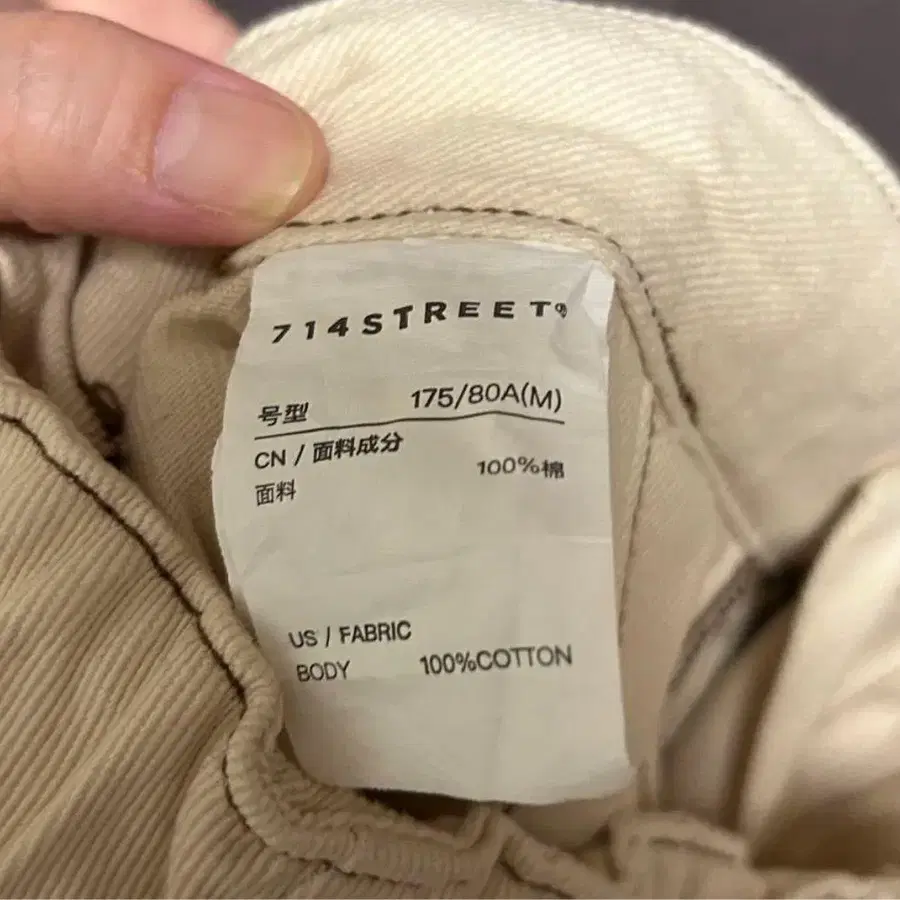 714STREET®
号型 175/80A(M)
CN / 面料成分
面料 100%棉
US / FABRIC
BODY 100%COTTON